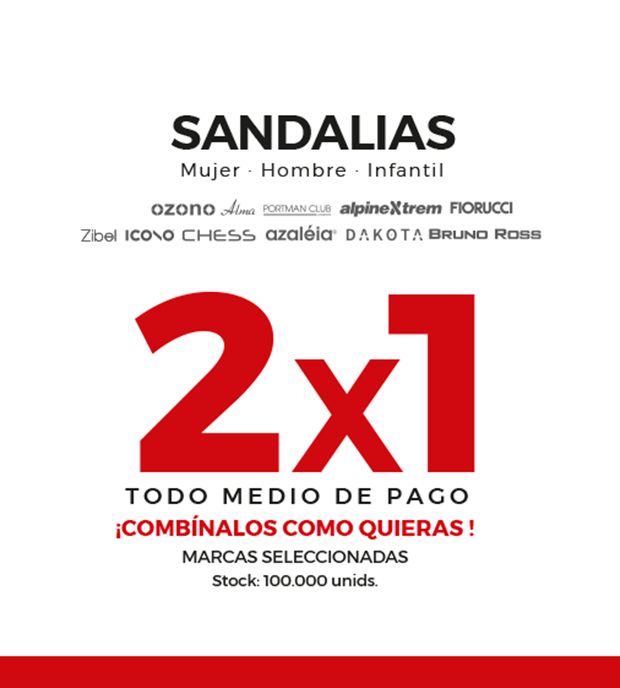 SANDALIAS
Mujer · Hombre · Infantil
ozono Alma PORTMAN CLUB alpineXtrem FIORUCCI
Zibel ICONO CHESS azaléia® DAKOTA BRUNO ROSS
2x1
TODO MEDIO DE PAGO
¡COMBÍNALOS COMO QUIERAS !
MARCAS SELECCIONADAS
Stock: 100.000 unids.